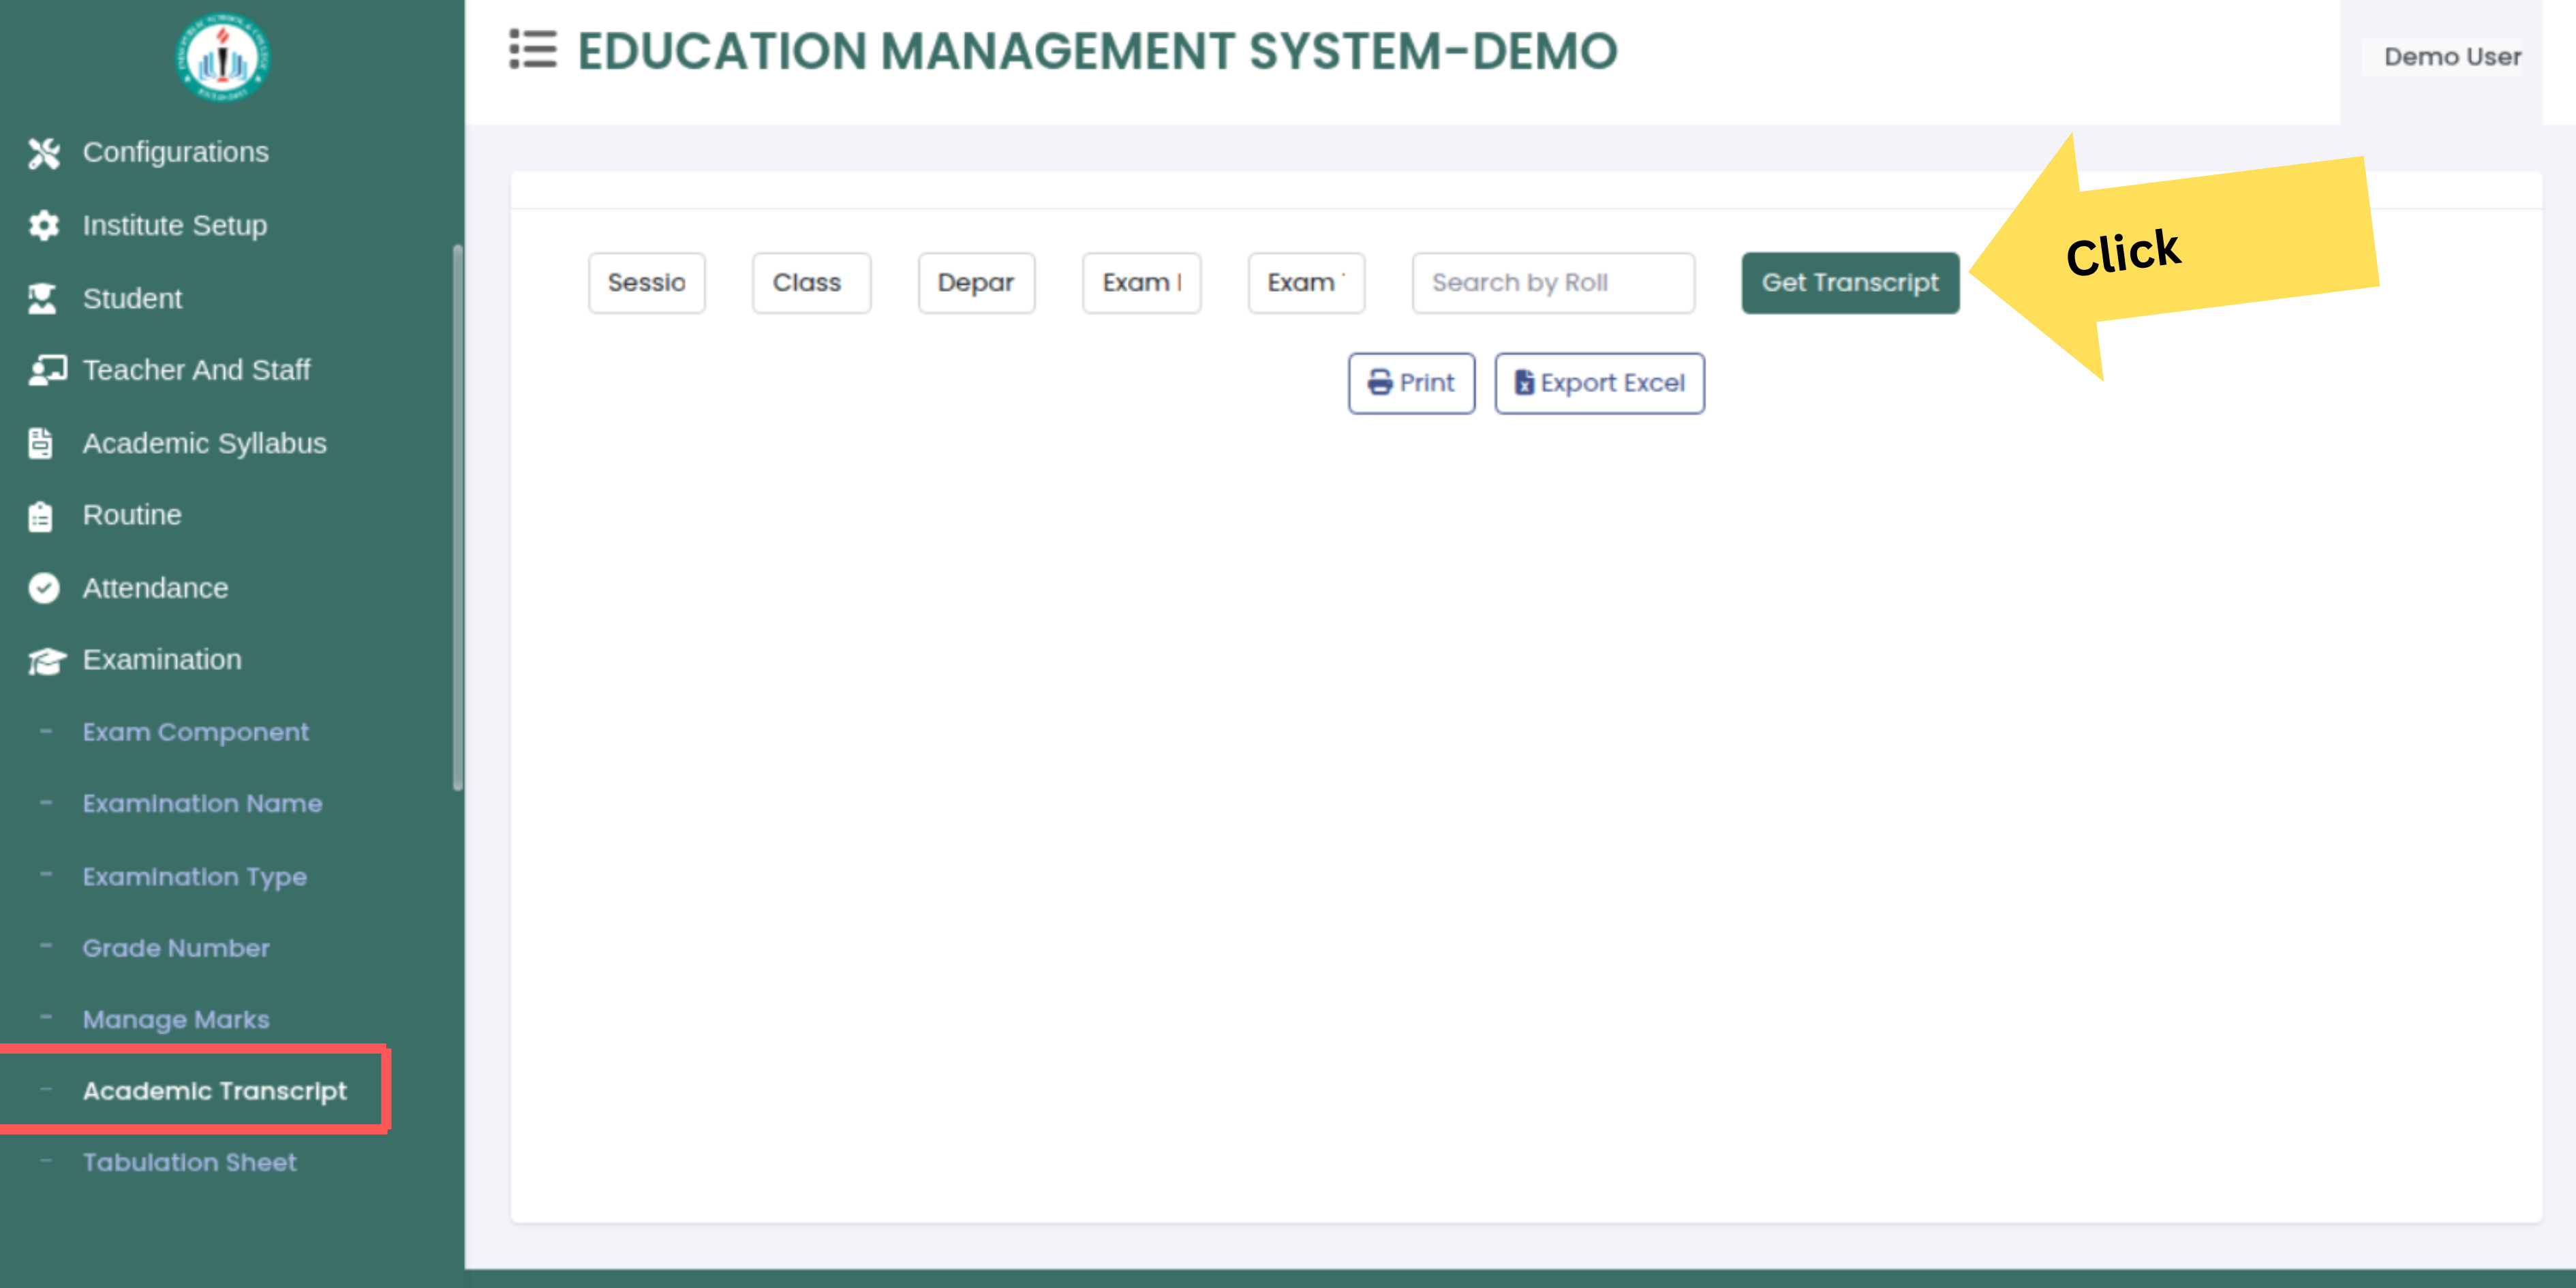 EDUCATION MANAGEMENT SYSTEM-DEMO
Demo User
Configurations
Institute Setup
Student
Teacher And Staff
Academic Syllabus
Routine
Attendance
Examination
- Exam Component
- Examination Name
- Examination Type
- Grade Number
- Manage Marks
- Academic Transcript
- Tabulation Sheet
Sessio Class Depar Exam Exam Search by Roll Get Transcript
Click
Print Export Excel